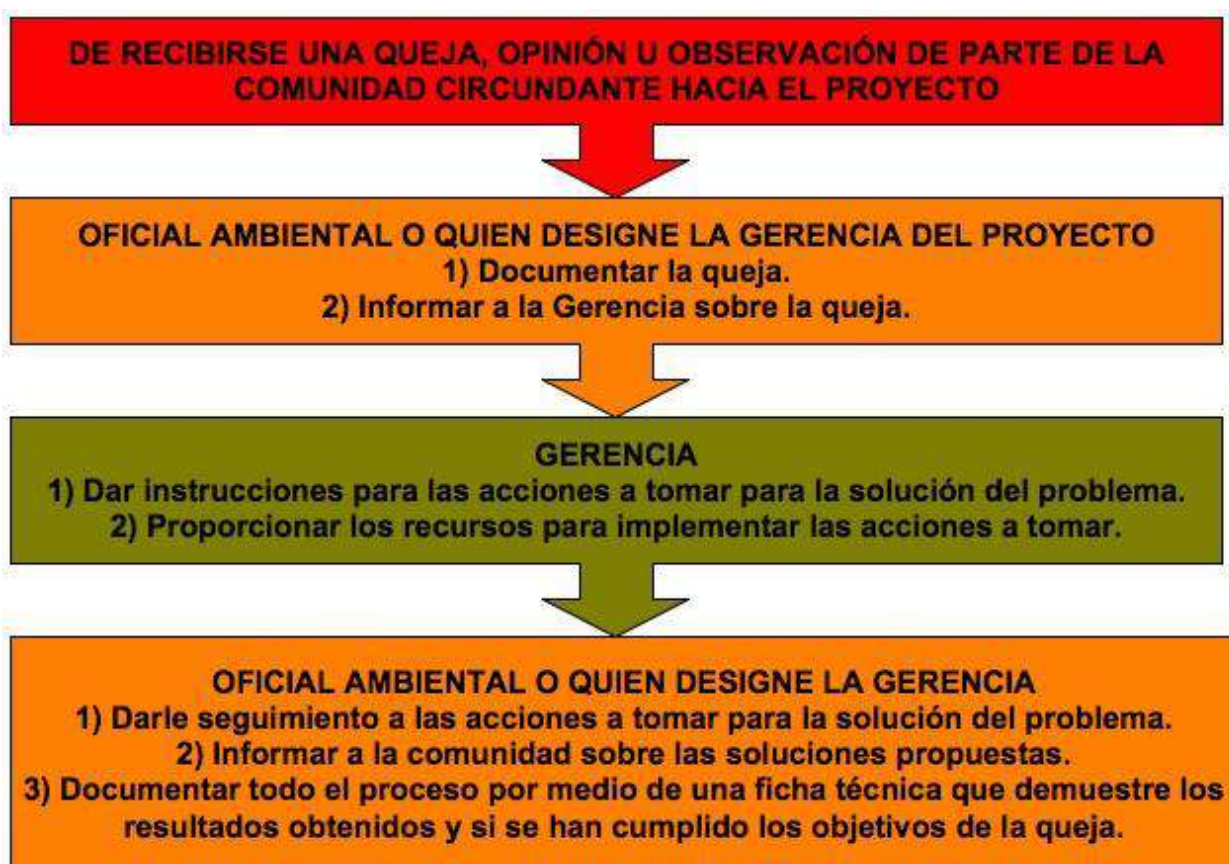 DE RECIBIRSE UNA QUEJA, OPINIÓN U OBSERVACIÓN DE PARTE DE LA
COMUNIDAD CIRCUNDANTE HACIA EL PROYECTO
OFICIAL AMBIENTAL O QUIEN DESIGNE LA GERENCIA DEL PROYECTO
1) Documentar la queja.
2) Informar a la Gerencia sobre la queja.
GERENCIA
1) Dar instrucciones para las acciones a tomar para la solución del problema.
2) Proporcionar los recursos para implementar las acciones a tomar.
OFICIAL AMBIENTAL O QUIEN DESIGNE LA GERENCIA
1) Darle seguimiento a las acciones a tomar para la solución del problema.
2) Informar a la comunidad sobre las soluciones propuestas.
3) Documentar todo el proceso por medio de una ficha técnica que demuestre los
resultados obtenidos y si se han cumplido los objetivos de la queja.